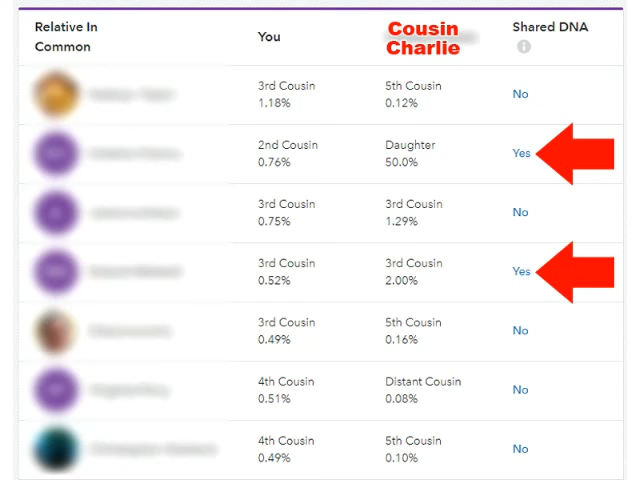 Relative In
Common
You
Cousin
Charlie
Shared DNA
3rd Cousin
1.18%
5th Cousin
0.12%
No
2nd Cousin
0.76%
Daughter
50.0%
Yes
3rd Cousin
0.75%
3rd Cousin
1.29%
No
3rd Cousin
0.52%
3rd Cousin
2.00%
Yes
3rd Cousin
0.49%
5th Cousin
0.16%
No
4th Cousin
0.51%
Distant Cousin
0.08%
No
4th Cousin
0.49%
5th Cousin
0.10%
No